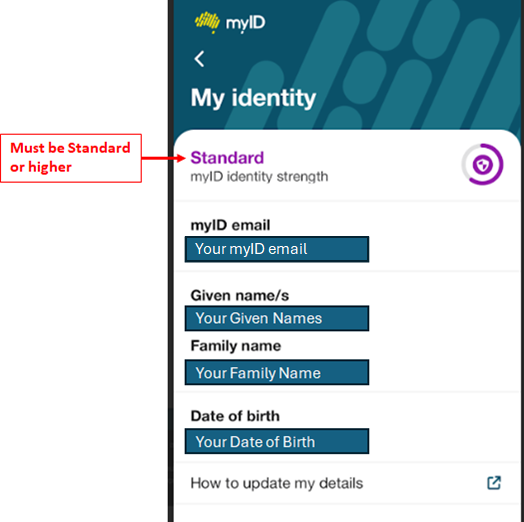 myID
My identity
Must be Standard
or higher
Standard
myID identity strength
myID email
Your myID email
Given name/s
Your Given Names
Family name
Your Family Name
Date of birth
Your Date of Birth
How to update my details